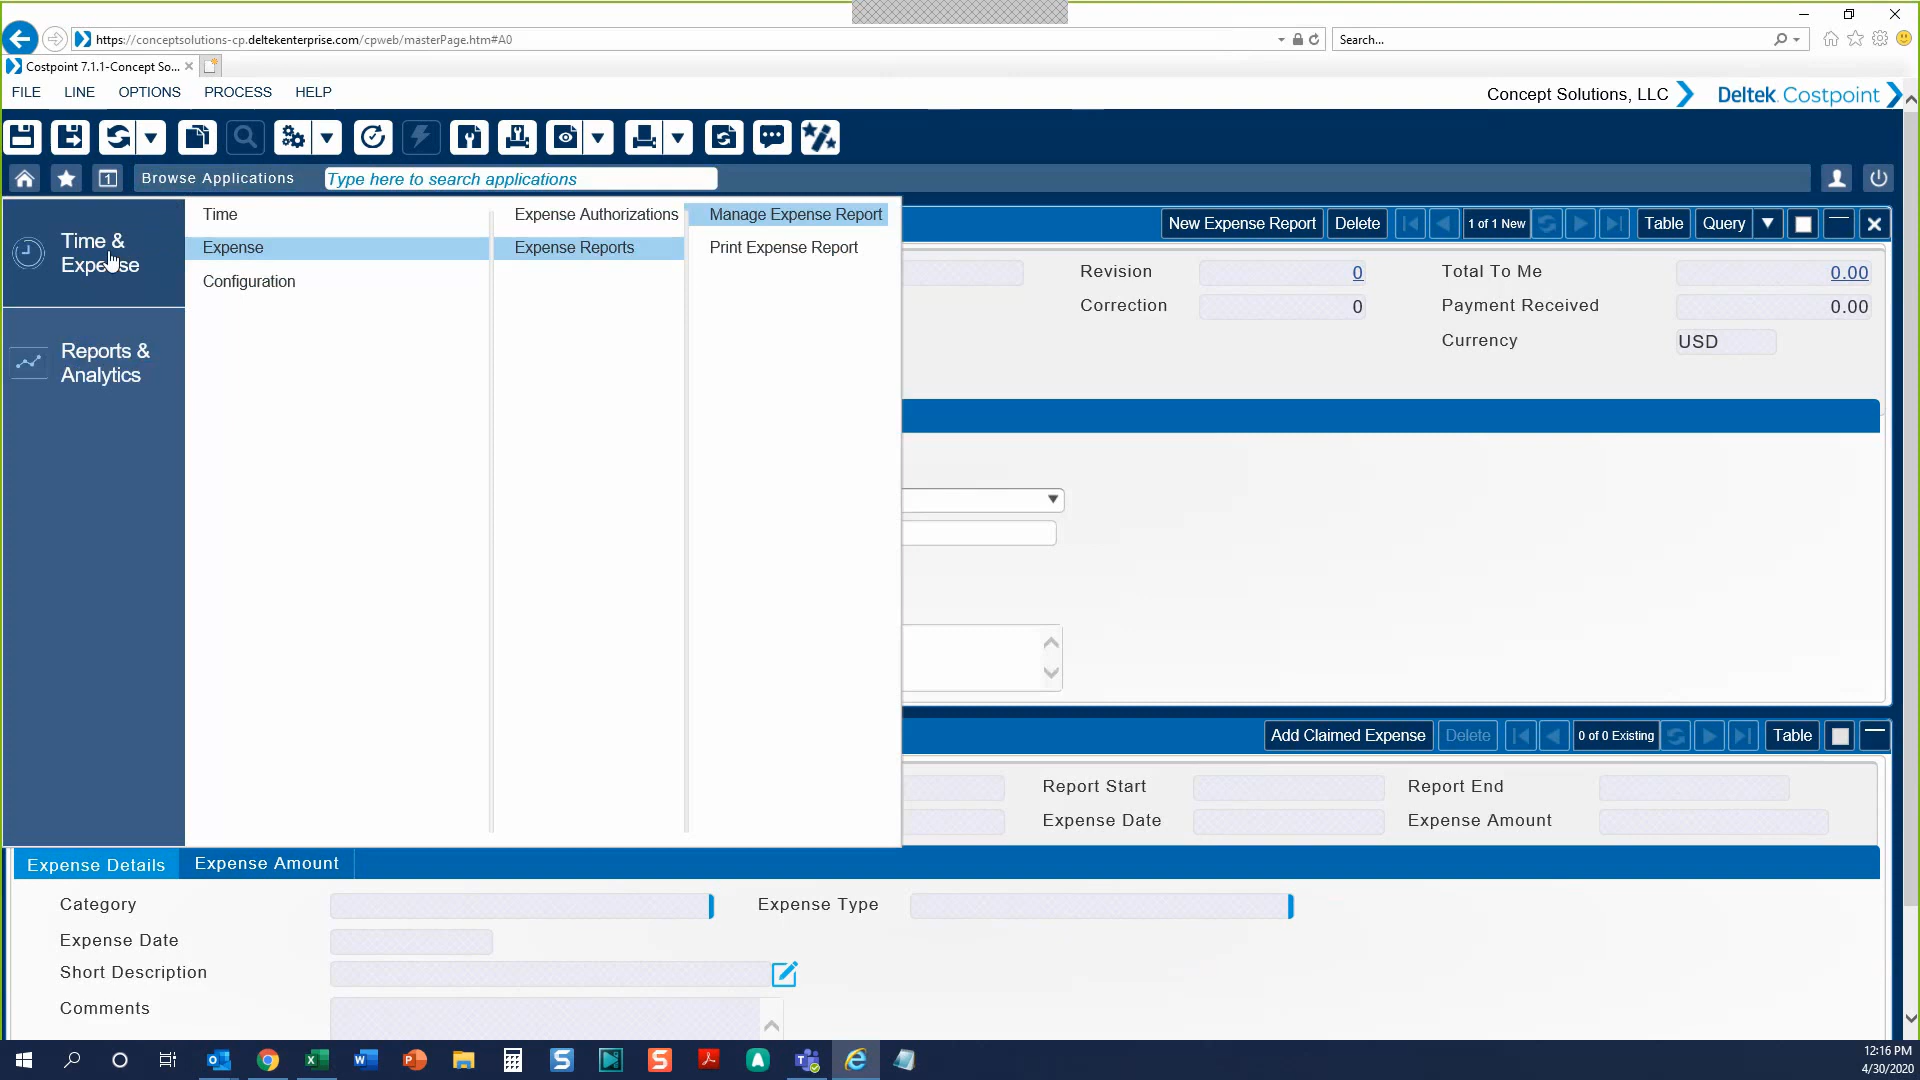 https://conceptsolutions-cp.deltekenterprise.com/cpweb/masterPage.htm#A0
Search...
Costpoint 7.1.1-Concept So...
FILE LINE OPTIONS PROCESS HELP
Concept Solutions, LLC
Deltek Costpoint
1
Browse Applications
Type here to search applications
Time & Expense
Reports & Analytics
Time
Expense
Configuration
Expense Authorizations
Expense Reports
Manage Expense Report
Print Expense Report
New Expense Report Delete 1 of 1 New Table Query
Revision 0 Total To Me 0.00
Correction 0 Payment Received 0.00
Currency USD
Add Claimed Expense Delete 0 of 0 Existing Table
Report Start Report End
Expense Date Expense Amount
Expense Details Expense Amount
Category Expense Type
Expense Date
Short Description
Comments
12:16 PM
4/30/2020